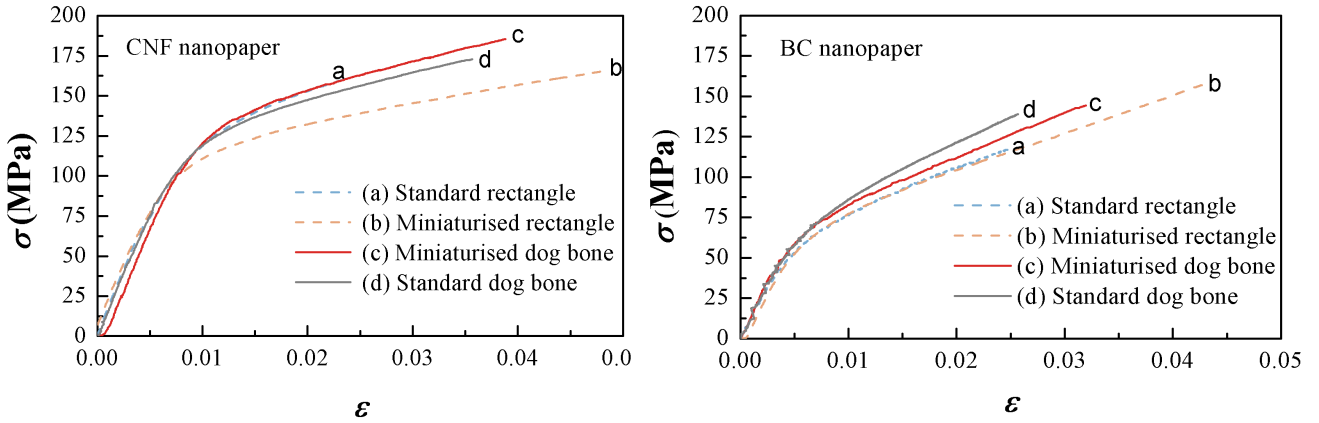 200
175
150
125
100
75
50
25
0
σ (MPa)
CNF nanopaper
a
c
d
b
(a) Standard rectangle
(b) Miniaturised rectangle
(c) Miniaturised dog bone
(d) Standard dog bone
0.00 0.01 0.02 0.03 0.04 0.0
ε
200
175
150
125
100
75
50
25
0
σ (MPa)
BC nanopaper
b
d
c
a
(a) Standard rectangle
(b) Miniaturised rectangle
(c) Miniaturised dog bone
(d) Standard dog bone
0.00 0.01 0.02 0.03 0.04 0.05
ε